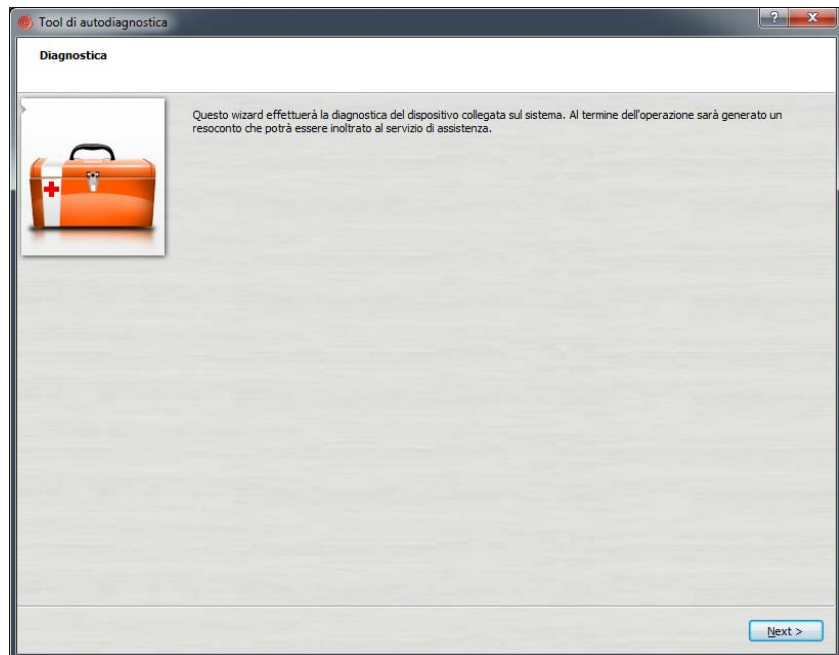 Tool di autodiagnostica
Diagnostica
Questo wizard effettuerà la diagnostica del dispositivo collegata sul sistema. Al termine dell'operazione sarà generato un
resoconto che potrà essere inoltrato al servizio di assistenza.
Next >